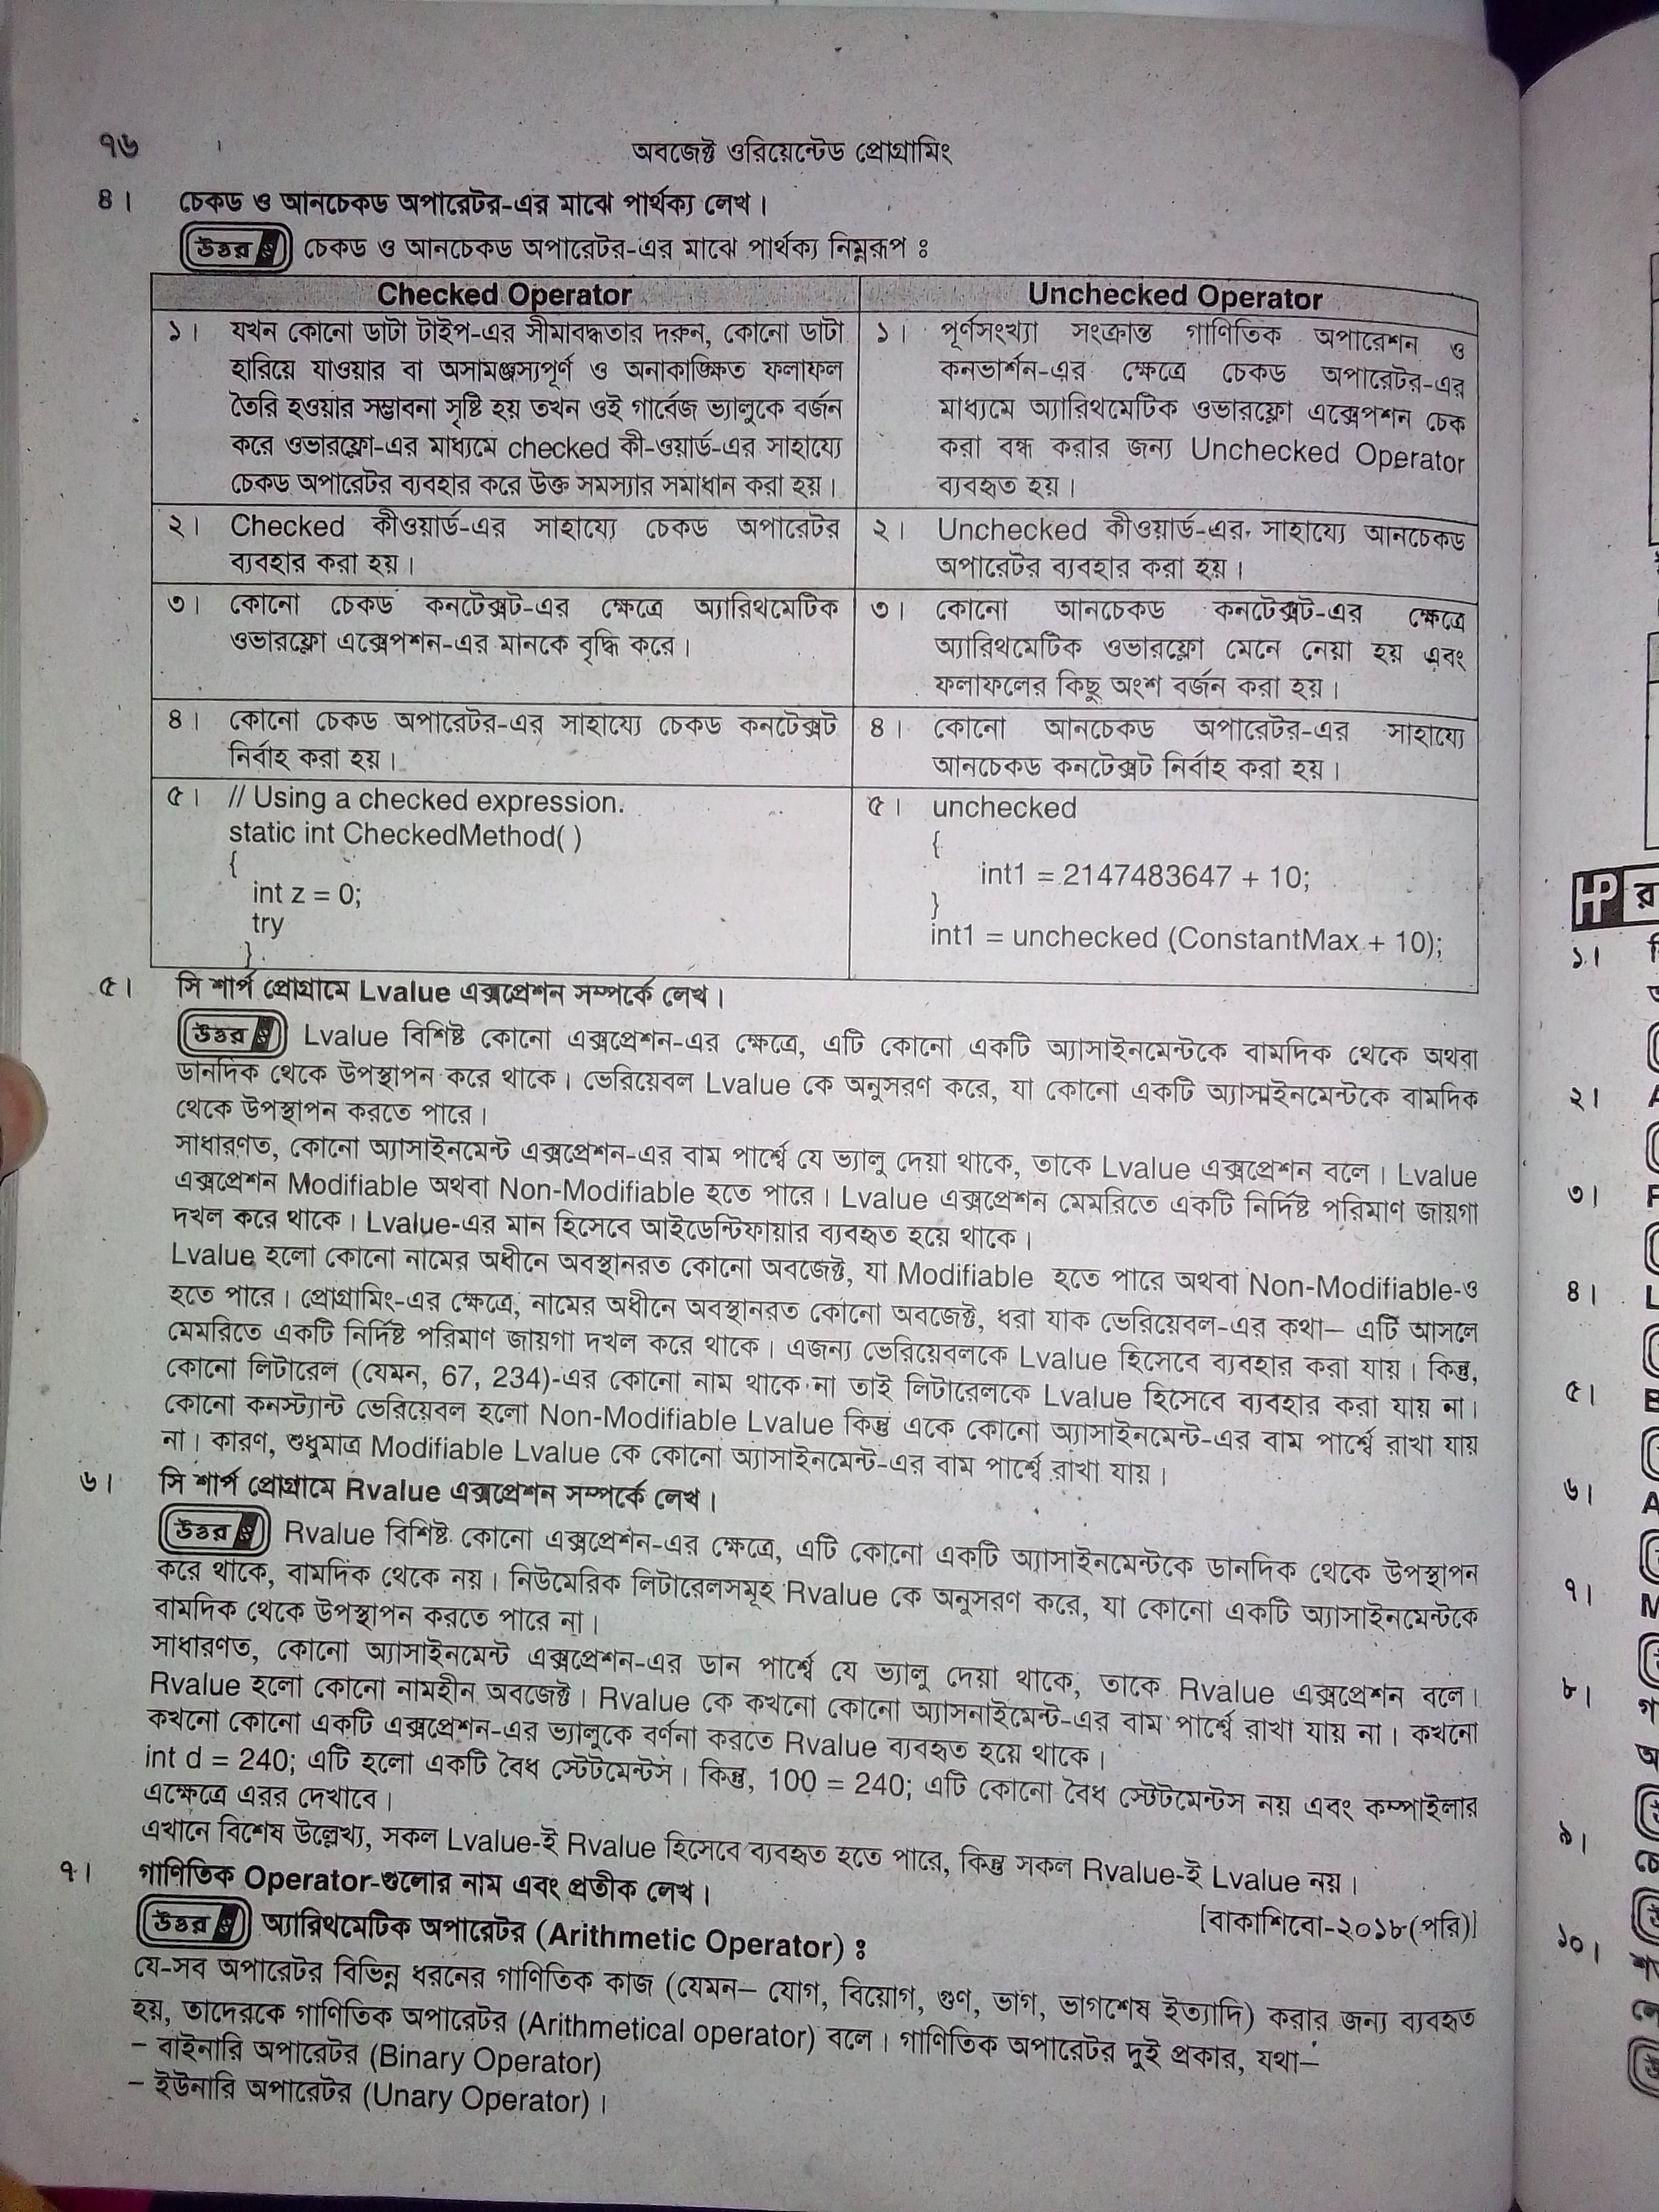 ৭৬
অবজেক্ট ওরিয়েন্টেড প্রোগ্রামিং
৪। চেকড ও আনচেকড অপারেটর-এর মাঝে পার্থক্য লেখ।
উত্তর ঃ চেকড ও আনচেকড অপারেটর-এর মাঝে পার্থক্য নিম্নরূপ ঃ
Checked Operator
১। যখন কোনো ডাটা টাইপ-এর সীমাবদ্ধতার দরুন, কোনো ডাটা
হারিয়ে যাওয়ার বা অসামঞ্জস্যপূর্ণ ও অনাকাঙ্ক্ষিত ফলাফল
তৈরি হওয়ার সম্ভাবনা সৃষ্টি হয় তখন ওই গার্বেজ ভ্যালুকে বর্জন
করে ওভারফ্লো-এর মাধ্যমে checked কী-ওয়ার্ড-এর সাহায্যে
চেকড অপারেটর ব্যবহার করে উক্ত সমস্যার সমাধান করা হয়।
২। Checked কীওয়ার্ড-এর সাহায্যে চেকড অপারেটর
ব্যবহার করা হয়।
৩। কোনো চেকড কনটেক্সট-এর ক্ষেত্রে অ্যারিথমেটিক
ওভারফ্লো এক্সেপশন-এর মানকে বৃদ্ধি করে।
৪। কোনো চেকড অপারেটর-এর সাহায্যে চেকড কনটেক্সট
নির্বাহ করা হয়।
৫। // Using a checked expression.
static int CheckedMethod( )
{
int z = 0;
try
}
Unchecked Operator
১। পূর্ণসংখ্যা সংক্রান্ত গাণিতিক অপারেশন ও
কনভার্শন-এর ক্ষেত্রে চেকড অপারেটর-এর
মাধ্যমে অ্যারিথমেটিক ওভারফ্লো এক্সেপশন চেক
করা বন্ধ করার জন্য Unchecked Operator
ব্যবহৃত হয়।
২। Unchecked কীওয়ার্ড-এর সাহায্যে আনচেকড
অপারেটর ব্যবহার করা হয়।
৩। কোনো আনচেকড কনটেক্সট-এর ক্ষেত্রে
অ্যারিথমেটিক ওভারফ্লো মেনে নেয়া হয় এবং
ফলাফলের কিছু অংশ বর্জন করা হয়।
৪। কোনো আনচেকড অপারেটর-এর সাহায্যে
আনচেকড কনটেক্সট নির্বাহ করা হয়।
৫। unchecked
{
int1 = 2147483647 + 10;
}
int1 = unchecked (ConstantMax + 10);
৫। সি শার্প প্রোগ্রামে Lvalue এক্সপ্রেশন সম্পর্কে লেখ।
উত্তর ঃ Lvalue বিশিষ্ট কোনো এক্সপ্রেশন-এর ক্ষেত্রে, এটি কোনো একটি অ্যাসাইনমেন্টকে বামদিক থেকে অথবা
ডানদিক থেকে উপস্থাপন করে থাকে। ভেরিয়েবল Lvalue কে অনুসরণ করে, যা কোনো একটি অ্যাস্মইনমেন্টকে বামদিক
থেকে উপস্থাপন করতে পারে।
সাধারণত, কোনো অ্যাসাইনমেন্ট এক্সপ্রেশন-এর বাম পার্শ্বে যে ভ্যালু দেয়া থাকে, তাকে Lvalue এক্সপ্রেশন বলে। Lvalue
এক্সপ্রেশন Modifiable অথবা Non-Modifiable হতে পারে। Lvalue এক্সপ্রেশন মেমরিতে একটি নির্দিষ্ট পরিমাণ জায়গা
দখল করে থাকে। Lvalue-এর মান হিসেবে আইডেন্টিফায়ার ব্যবহৃত হয়ে থাকে।
Lvalue হলো কোনো নামের অধীনে অবস্থানরত কোনো অবজেক্ট, যা Modifiable হতে পারে অথবা Non-Modifiable-ও
হতে পারে। প্রোগ্রামিং-এর ক্ষেত্রে, নামের অধীনে অবস্থানরত কোনো অবজেক্ট, ধরা যাক ভেরিয়েবল-এর কথা— এটি আসলে
মেমরিতে একটি নির্দিষ্ট পরিমাণ জায়গা দখল করে থাকে। এজন্য ভেরিয়েবলকে Lvalue হিসেবে ব্যবহার করা যায়। কিন্তু,
কোনো লিটারেল (যেমন, 67, 234)-এর কোনো নাম থাকে না তাই লিটারেলকে Lvalue হিসেবে ব্যবহার করা যায় না।
কোনো কনস্ট্যান্ট ভেরিয়েবল হলো Non-Modifiable Lvalue কিন্তু একে কোনো অ্যাসাইনমেন্ট-এর বাম পার্শ্বে রাখা যায়
না। কারণ, শুধুমাত্র Modifiable Lvalue কে কোনো অ্যাসাইনমেন্ট-এর বাম পার্শ্বে রাখা যায়।
৬। সি শার্প প্রোগ্রামে Rvalue এক্সপ্রেশন সম্পর্কে লেখ।
উত্তর ঃ Rvalue বিশিষ্ট কোনো এক্সপ্রেশন-এর ক্ষেত্রে, এটি কোনো একটি অ্যাসাইনমেন্টকে ডানদিক থেকে উপস্থাপন
করে থাকে, বামদিক থেকে নয়। নিউমেরিক লিটারেলসমূহ Rvalue কে অনুসরণ করে, যা কোনো একটি অ্যাসাইনমেন্টকে
বামদিক থেকে উপস্থাপন করতে পারে না।
সাধারণত, কোনো অ্যাসাইনমেন্ট এক্সপ্রেশন-এর ডান পার্শ্বে যে ভ্যালু দেয়া থাকে, তাকে Rvalue এক্সপ্রেশন বলে।
Rvalue হলো কোনো নামহীন অবজেক্ট। Rvalue কে কখনো কোনো অ্যাসনাইমেন্ট-এর বাম পার্শ্বে রাখা যায় না। কখনো
কখনো কোনো একটি এক্সপ্রেশন-এর ভ্যালুকে বর্ণনা করতে Rvalue ব্যবহৃত হয়ে থাকে।
int d = 240; এটি হলো একটি বৈধ স্টেটমেন্টস। কিন্তু, 100 = 240; এটি কোনো বৈধ স্টেটমেন্টস নয় এবং কম্পাইলার
এক্ষেত্রে এরর দেখাবে।
এখানে বিশেষ উল্লেখ্য, সকল Lvalue-ই Rvalue হিসেবে ব্যবহৃত হতে পারে, কিন্তু সকল Rvalue-ই Lvalue নয়।
৭। গাণিতিক Operator-গুলোর নাম এবং প্রতীক লেখ।
[বাকাশিবো-২০১৮(পরি)]
উত্তর ঃ অ্যারিথমেটিক অপারেটর (Arithmetic Operator) ঃ
যে-সব অপারেটর বিভিন্ন ধরনের গাণিতিক কাজ (যেমন— যোগ, বিয়োগ, গুণ, ভাগ, ভাগশেষ ইত্যাদি) করার জন্য ব্যবহৃত
হয়, তাদেরকে গাণিতিক অপারেটর (Arithmetical operator) বলে। গাণিতিক অপারেটর দুই প্রকার, যথা—
– বাইনারি অপারেটর (Binary Operator)
– ইউনারি অপারেটর (Unary Operator)।
HP
১।
২।
৩।
৪।
৫।
৬।
৭।
৮।
৯।
১০।